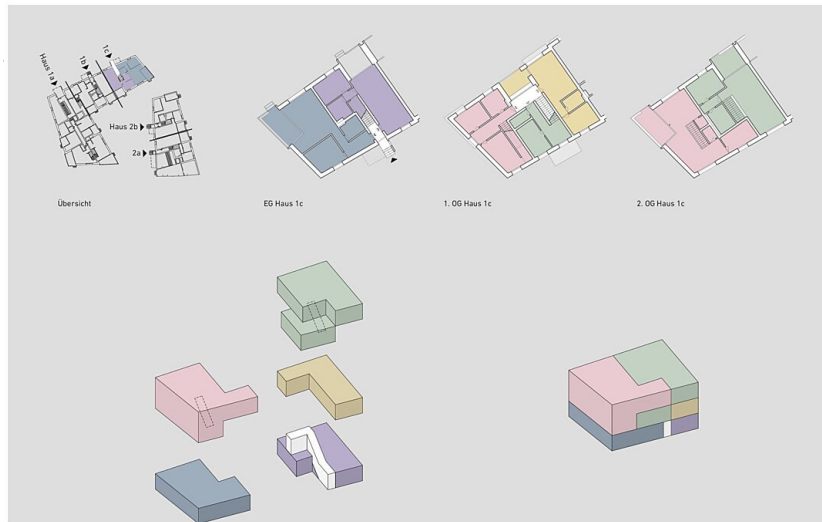 Haus 1a
1b
1c
Haus 2b
2a
Übersicht
EG Haus 1c
1. OG Haus 1c
2. OG Haus 1c